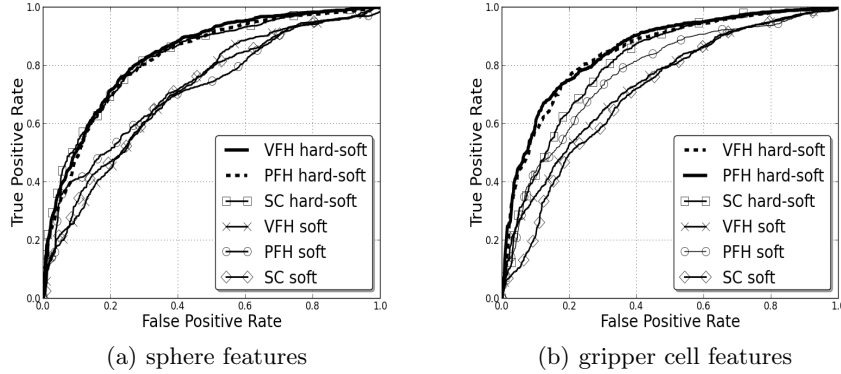 True Positive Rate
1.0
0.8
0.6
0.4
0.2
0.0
VFH hard-soft
PFH hard-soft
SC hard-soft
VFH soft
PFH soft
SC soft
0.0 0.2 0.4 0.6 0.8 1.0
False Positive Rate
(a) sphere features
True Positive Rate
1.0
0.8
0.6
0.4
0.2
0.0
VFH hard-soft
PFH hard-soft
SC hard-soft
VFH soft
PFH soft
SC soft
0.0 0.2 0.4 0.6 0.8 1.0
False Positive Rate
(b) gripper cell features